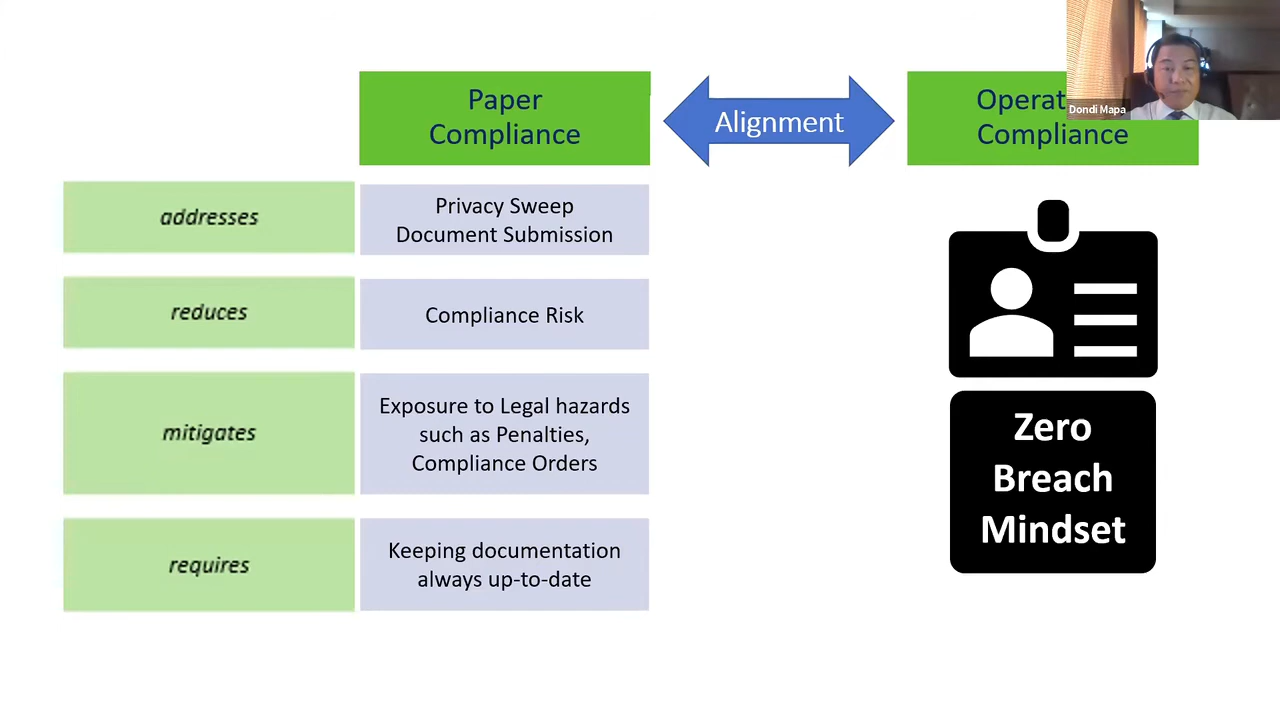 Paper
Compliance
Alignment
Compliance
Dondi Mapa
addresses
Privacy Sweep
Document Submission
reduces
Compliance Risk
mitigates
Exposure to Legal hazards
such as Penalties,
Compliance Orders
requires
Keeping documentation
always up-to-date
Zero
Breach
Mindset